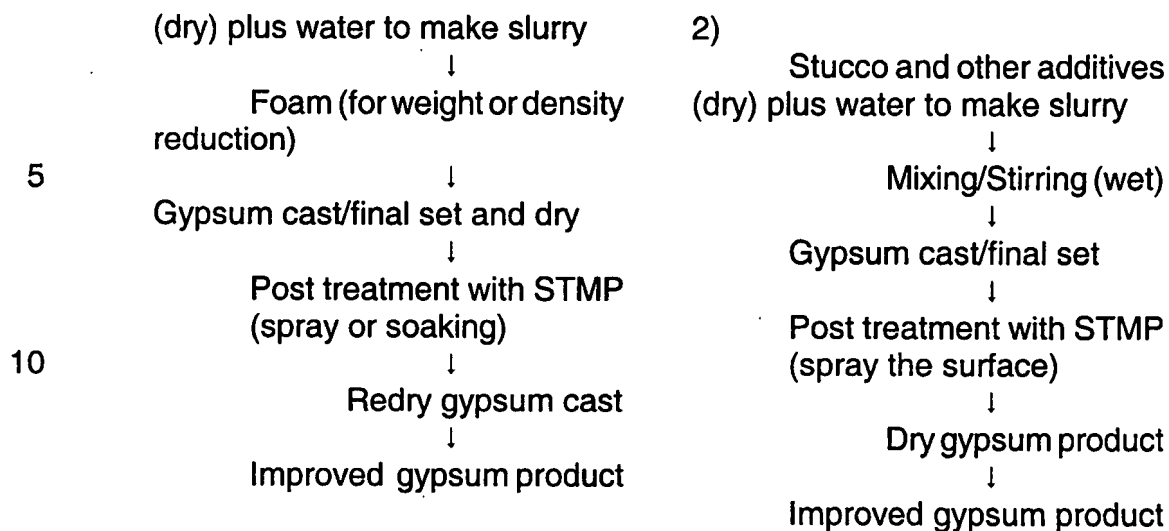 (dry) plus water to make slurry
↓
Foam (for weight or density
reduction)
↓
5
Gypsum cast/final set and dry
↓
Post treatment with STMP
(spray or soaking)
10
↓
Redry gypsum cast
↓
Improved gypsum product
2)
Stucco and other additives
(dry) plus water to make slurry
↓
Mixing/Stirring (wet)
↓
Gypsum cast/final set
↓
Post treatment with STMP
(spray the surface)
↓
Dry gypsum product
↓
Improved gypsum product